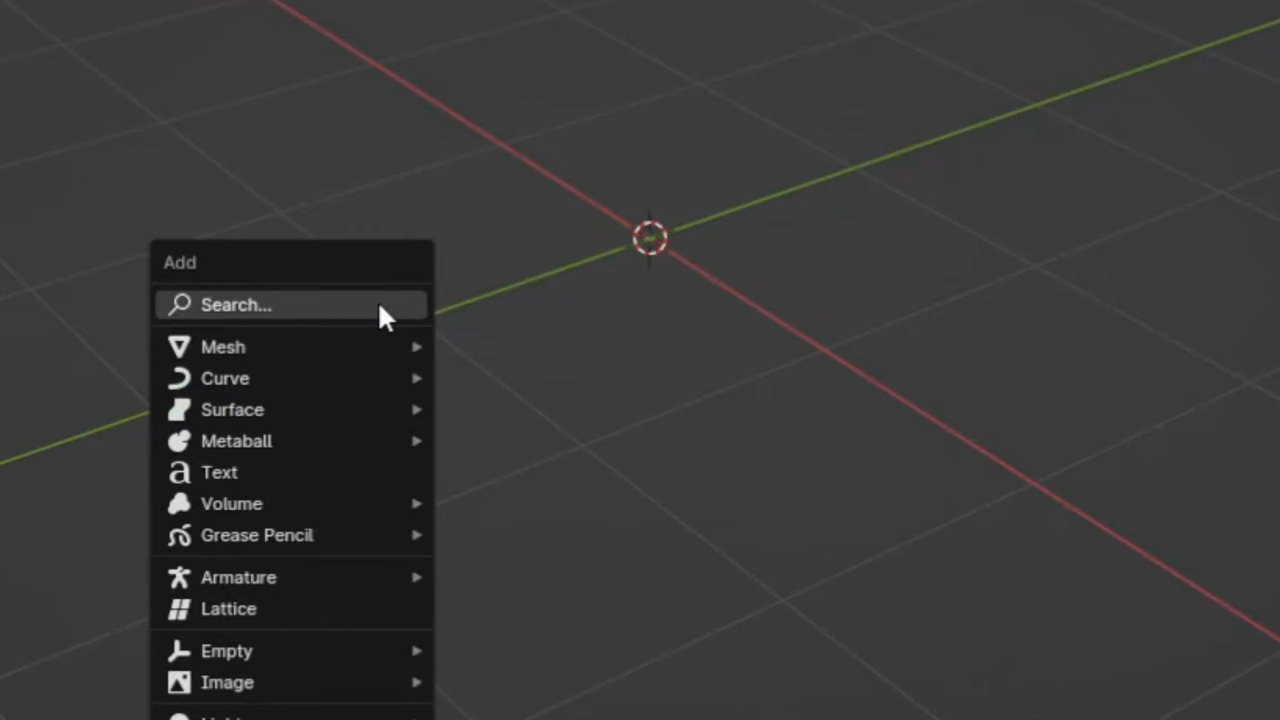 Add
Search...
Mesh
Curve
Surface
Metaball
Text
Volume
Grease Pencil
Armature
Lattice
Empty
Image